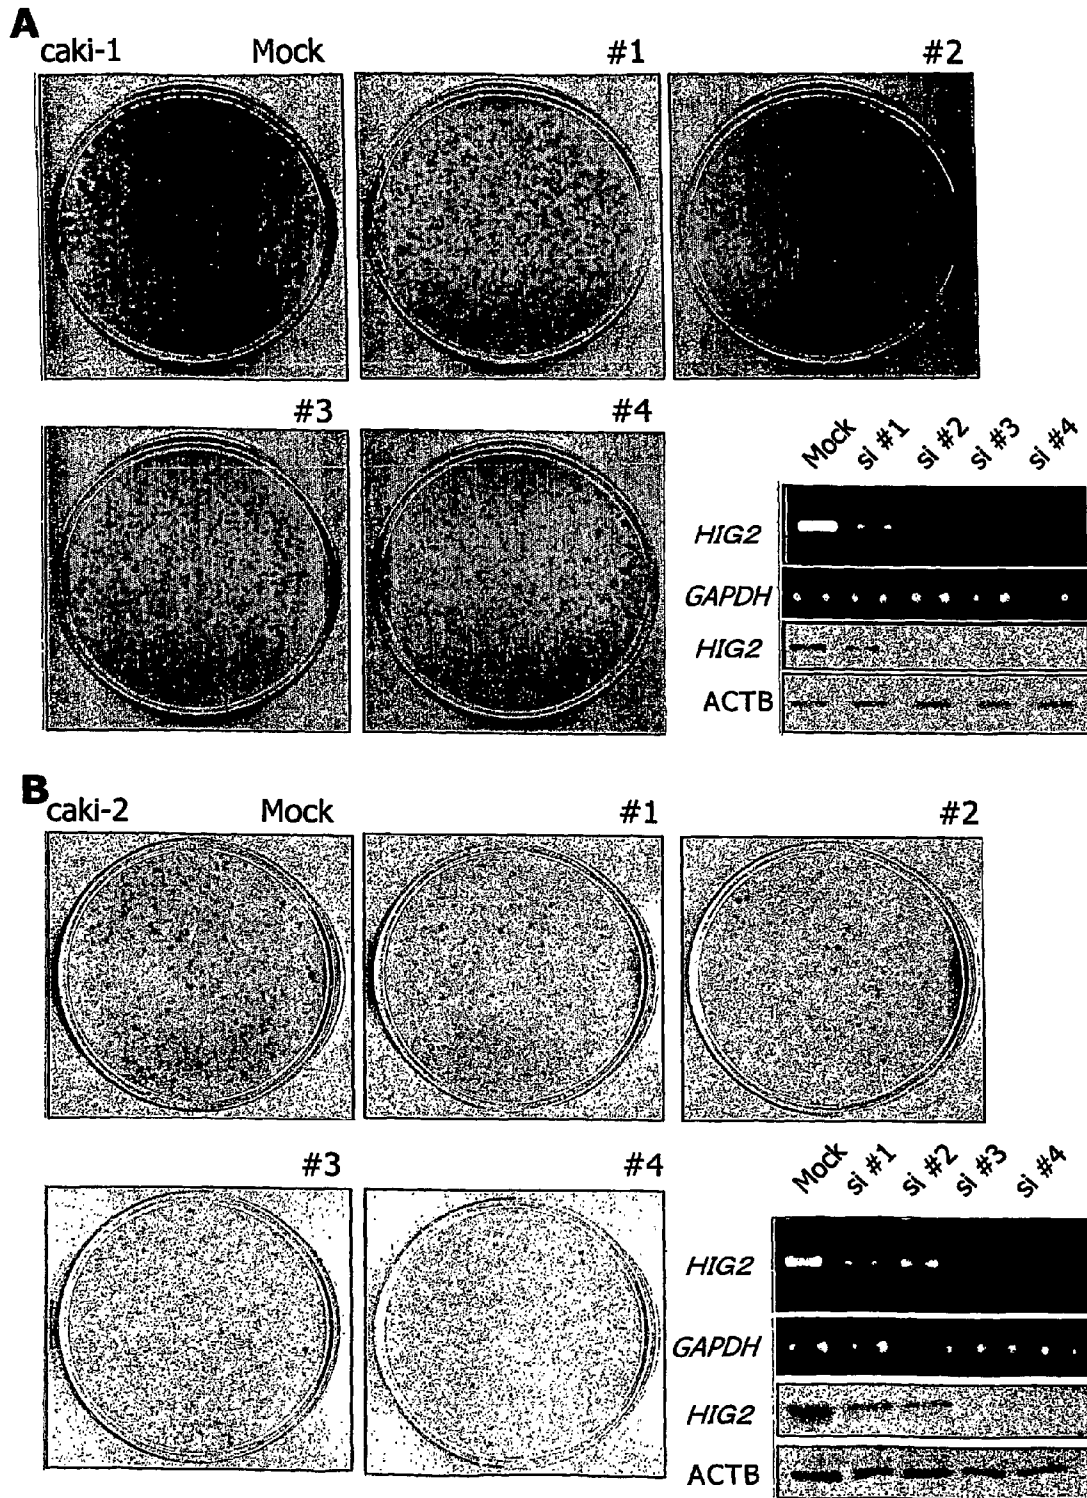 A
caki-1 Mock #1 #2
#3 #4
Mock si #1 si #2 si #3 si #4
HIG2
GAPDH
HIG2
ACTB
B
caki-2 Mock #1 #2
#3 #4
Mock si #1 si #2 si #3 si #4
HIG2
GAPDH
HIG2
ACTB